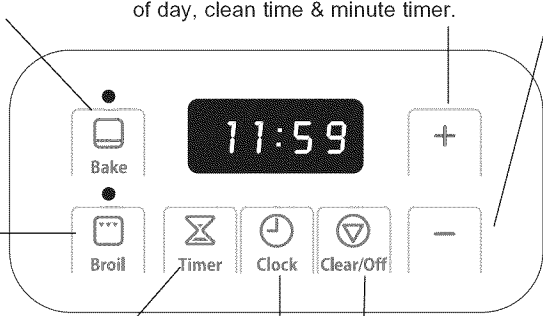 of day, clean time & minute timer.
11:59
+
Bake
Broil
Timer
Clock
Clear/Off
−